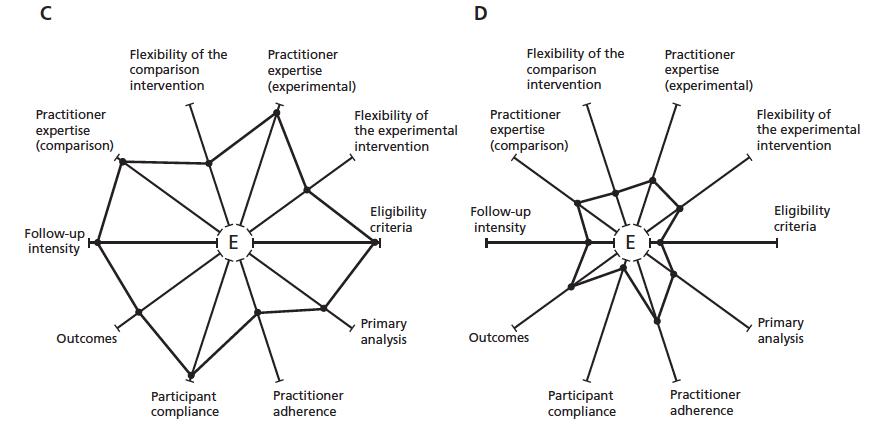 C
Flexibility of the
comparison
intervention
Practitioner
expertise
(experimental)
Practitioner
expertise
(comparison)
Flexibility of
the experimental
intervention
Follow-up
intensity
E
Eligibility
criteria
Outcomes
Primary
analysis
Participant
compliance
Practitioner
adherence
D
Flexibility of the
comparison
intervention
Practitioner
expertise
(experimental)
Practitioner
expertise
(comparison)
Flexibility of
the experimental
intervention
Follow-up
intensity
E
Eligibility
criteria
Outcomes
Primary
analysis
Participant
compliance
Practitioner
adherence